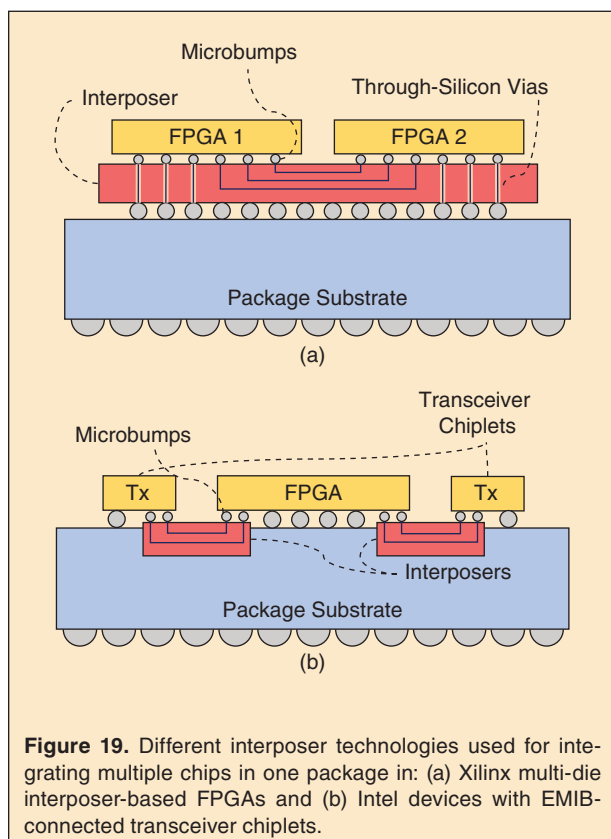 Microbumps
Interposer
Through-Silicon Vias
FPGA 1
FPGA 2
Package Substrate
(a)
Transceiver
Chiplets
Microbumps
Tx
FPGA
Tx
Interposers
Package Substrate
(b)
Figure 19. Different interposer technologies used for inte-
grating multiple chips in one package in: (a) Xilinx multi-die
interposer-based FPGAs and (b) Intel devices with EMIB-
connected transceiver chiplets.